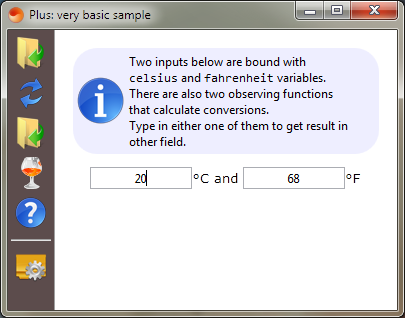 Plus: very basic sample
Two inputs below are bound with
celsius and fahrenheit variables.
There are also two observing functions
that calculate conversions.
Type in either one of them to get result in
other field.
20 °C and 68 °F